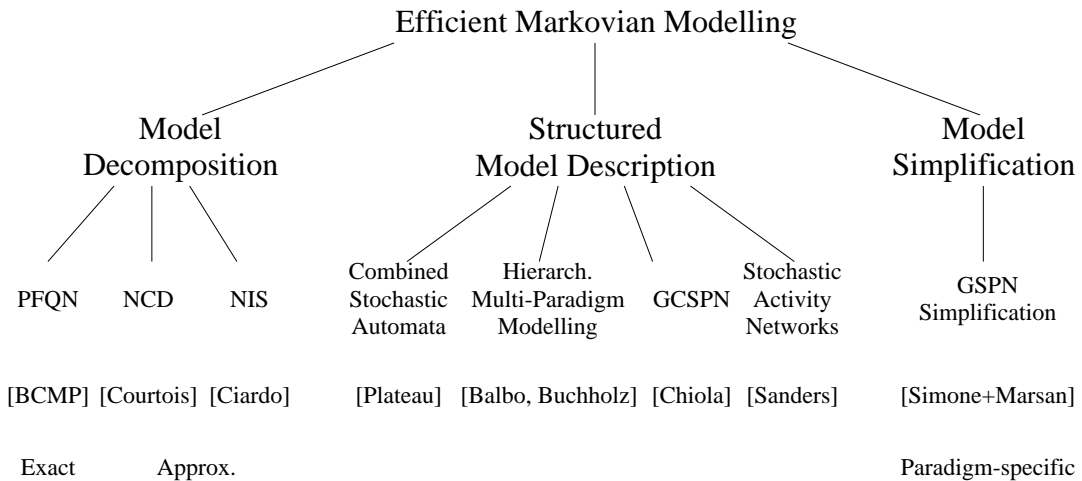 Efficient Markovian Modelling
Model
Decomposition
Structured
Model Description
Model
Simplification
PFQN
NCD
NIS
Combined
Stochastic
Automata
Hierarch.
Multi-Paradigm
Modelling
GCSPN
Stochastic
Activity
Networks
GSPN
Simplification
[BCMP]
[Courtois]
[Ciardo]
[Plateau]
[Balbo, Buchholz]
[Chiola]
[Sanders]
[Simone+Marsan]
Exact
Approx.
Paradigm-specific